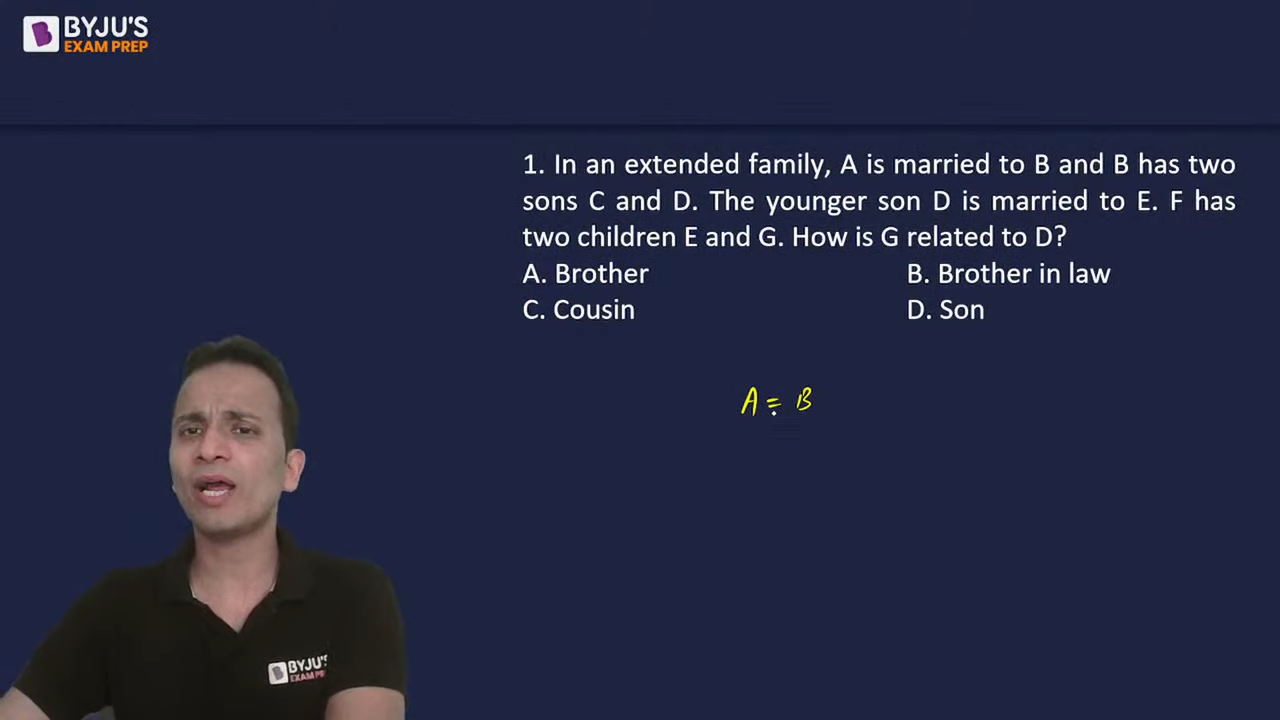 BYJU'S
EXAM PREP
1. In an extended family, A is married to B and B has two
sons C and D. The younger son D is married to E. F has
two children E and G. How is G related to D?
A. Brother B. Brother in law
C. Cousin D. Son
A = B
BYJU'S
EXAM PREP